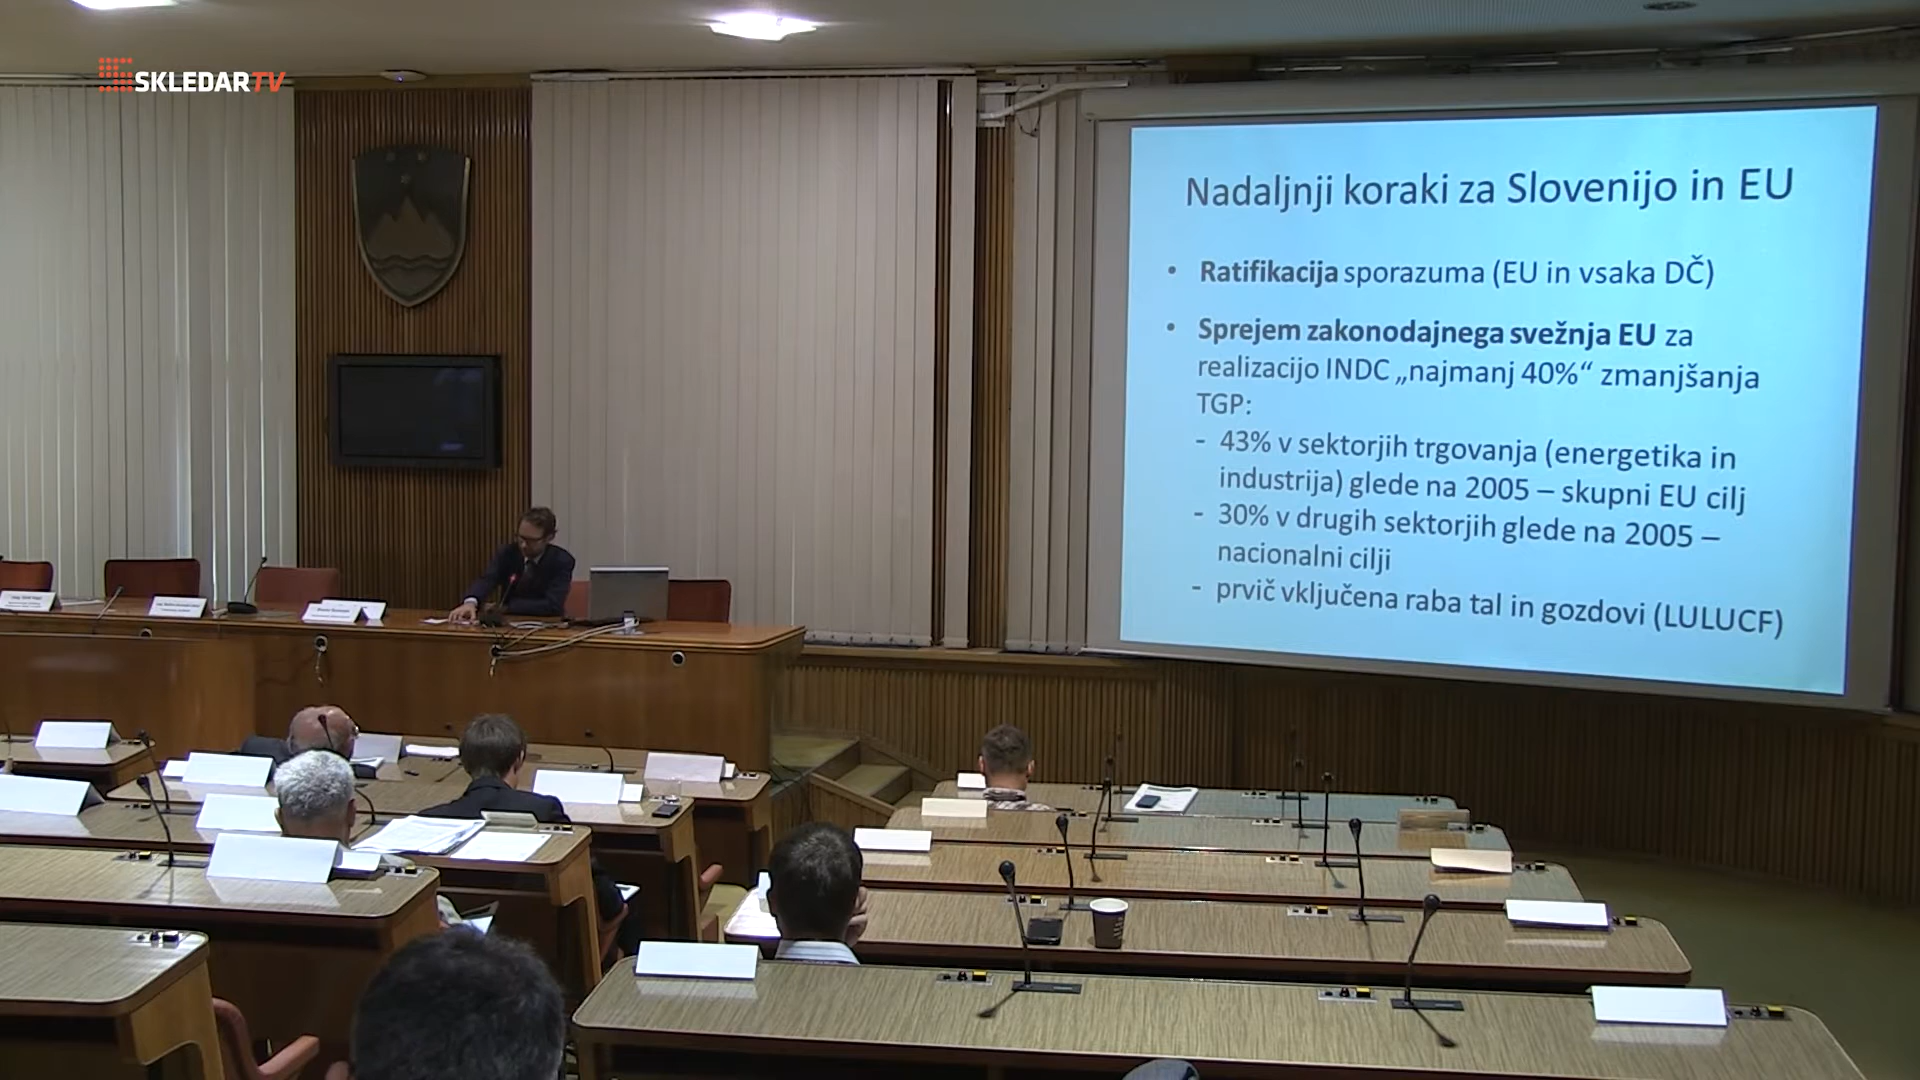 SKLEDARTV
Nadaljnji koraki za Slovenijo in EU
• Ratifikacija sporazuma (EU in vsaka DČ)
• Sprejem zakonodajnega svežnja EU za
realizacijo INDC „najmanj 40%“ zmanjšanja
TGP:
- 43% v sektorjih trgovanja (energetika in
industrija) glede na 2005 – skupni EU cilj
- 30% v drugih sektorjih glede na 2005 –
nacionalni cilji
- prvič vključena raba tal in gozdovi (LULUCF)